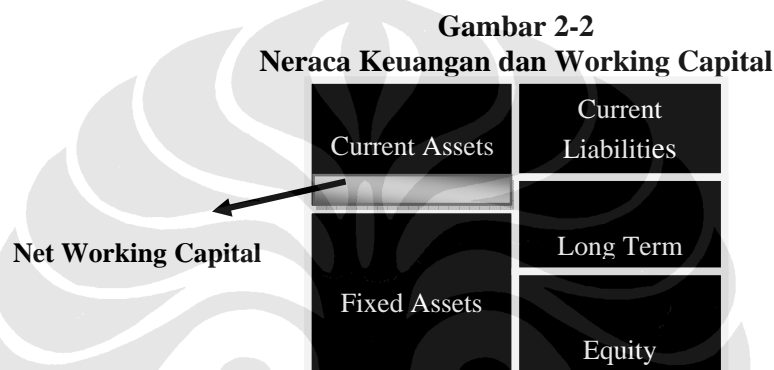 Gambar 2-2
Neraca Keuangan dan Working Capital
Current Assets
Current
Liabilities
Net Working Capital
Long Term
Fixed Assets
Equity